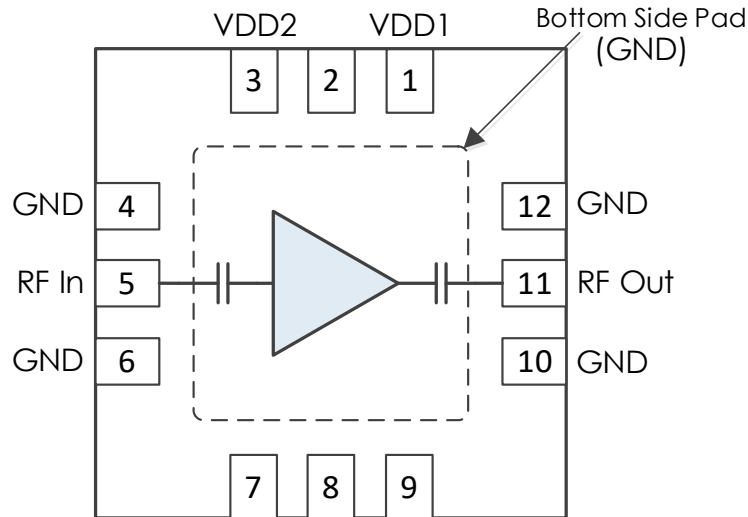 VDD2 VDD1 Bottom Side Pad
(GND)
3 2 1
GND 4 12 GND
RF In 5 11 RF Out
GND 6 10 GND
7 8 9